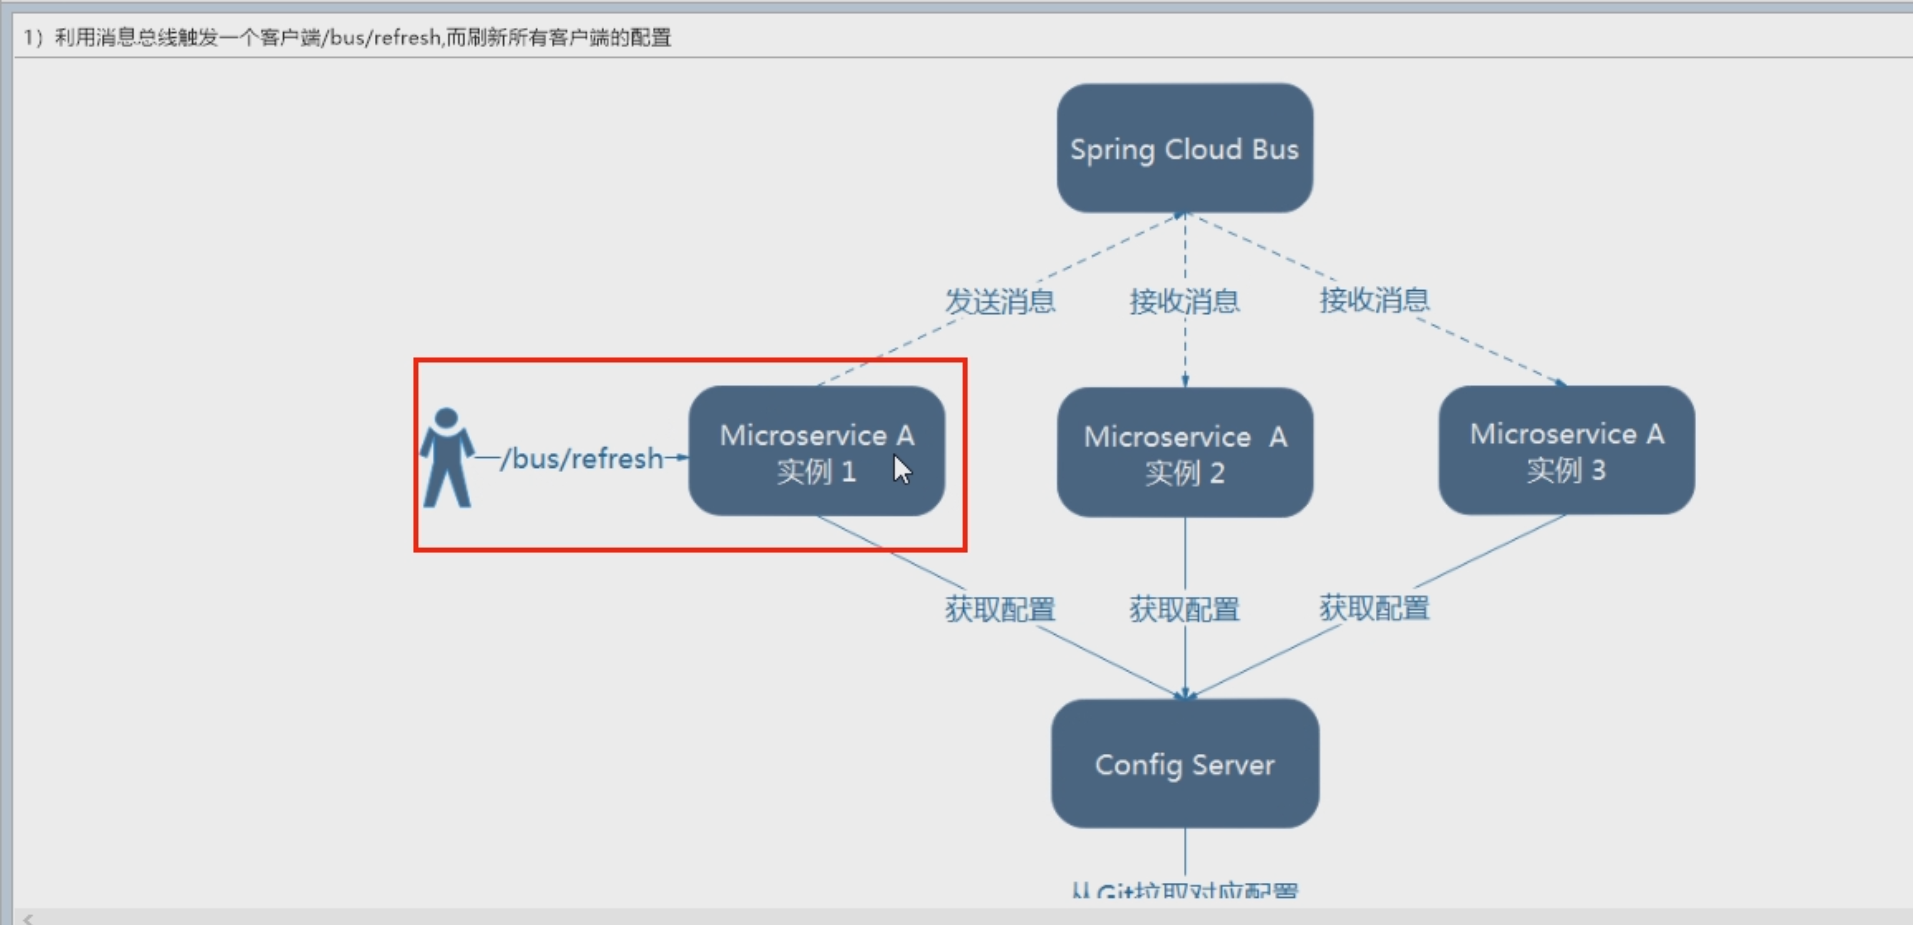 1）利用消息总线触发一个客户端/bus/refresh,而刷新所有客户端的配置
Spring Cloud Bus
发送消息
接收消息
接收消息
/bus/refresh
Microservice A
实例 1
Microservice A
实例 2
Microservice A
实例 3
获取配置
获取配置
获取配置
Config Server
从Git拉取对应配置